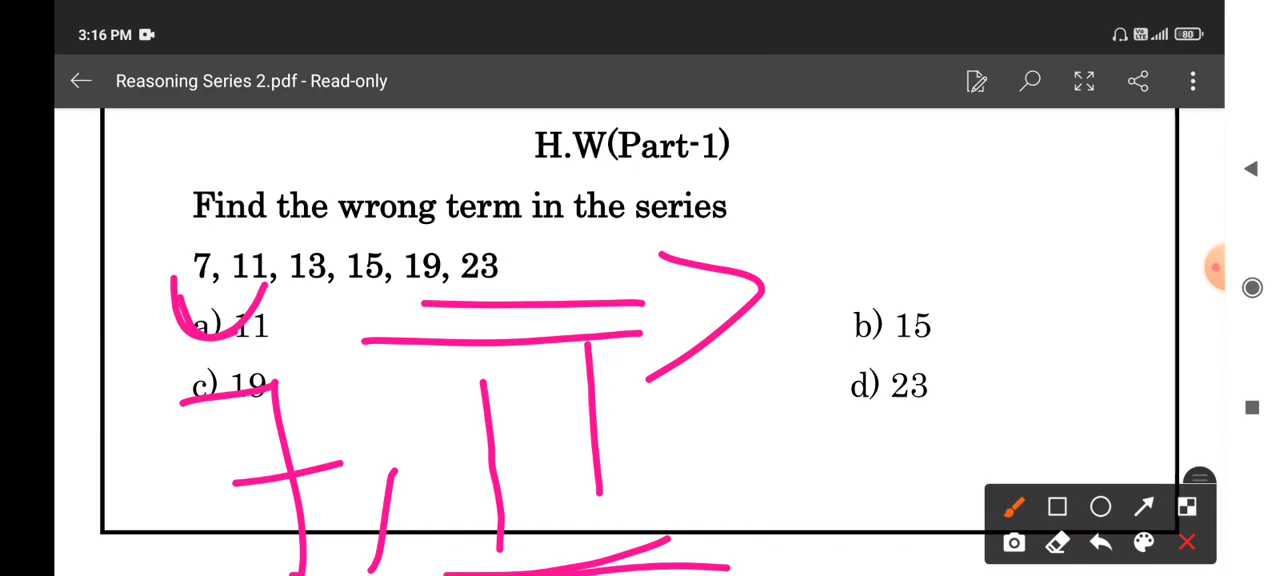 3:16 PM
80
Reasoning Series 2.pdf - Read-only
H.W(Part-1)
Find the wrong term in the series
7, 11, 13, 15, 19, 23
a) 11
b) 15
c) 19
d) 23